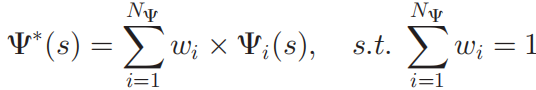 Ψ*(s) = ∑_{i=1}^{N_Ψ} w_i × Ψ_i(s), s.t. ∑_{i=1}^{N_Ψ} w_i = 1